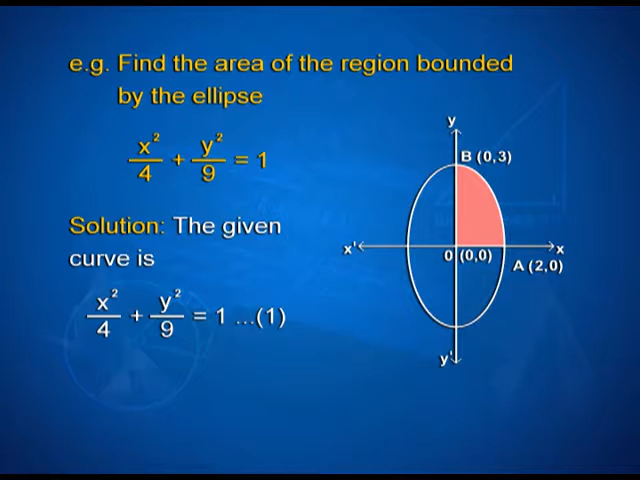 e.g. Find the area of the region bounded
by the ellipse
x²/4 + y²/9 = 1
Solution: The given
curve is
x²/4 + y²/9 = 1 ...(1)
y
B (0,3)
x' x
0 (0,0)
A (2,0)
y'